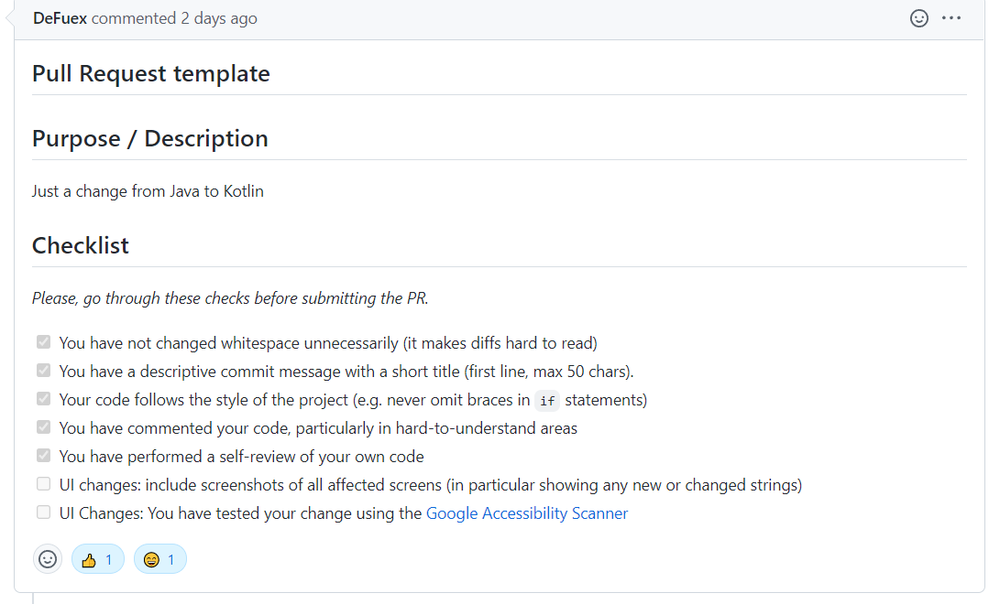 DeFuex commented 2 days ago
Pull Request template
Purpose / Description
Just a change from Java to Kotlin
Checklist
Please, go through these checks before submitting the PR.
You have not changed whitespace unnecessarily (it makes diffs hard to read)
You have a descriptive commit message with a short title (first line, max 50 chars).
Your code follows the style of the project (e.g. never omit braces in if statements)
You have commented your code, particularly in hard-to-understand areas
You have performed a self-review of your own code
UI changes: include screenshots of all affected screens (in particular showing any new or changed strings)
UI Changes: You have tested your change using the Google Accessibility Scanner
1 1